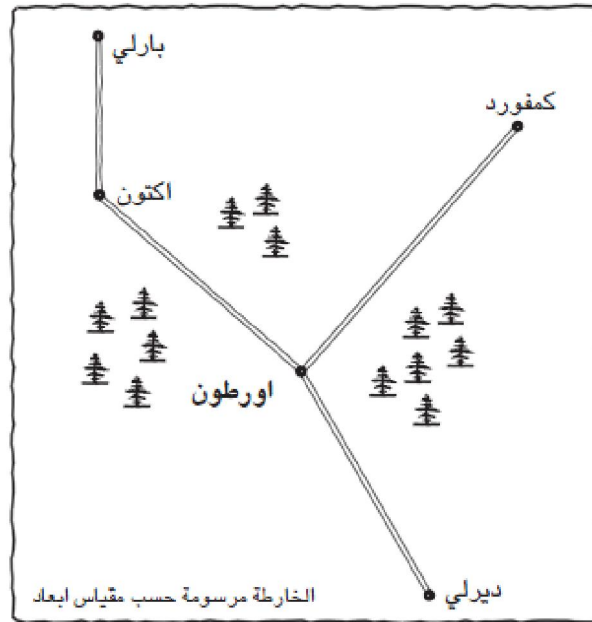 بارلي
كمفورد
اكتون
اورطون
ديرلي
الخارطة مرسومة حسب مقياس ابعاد